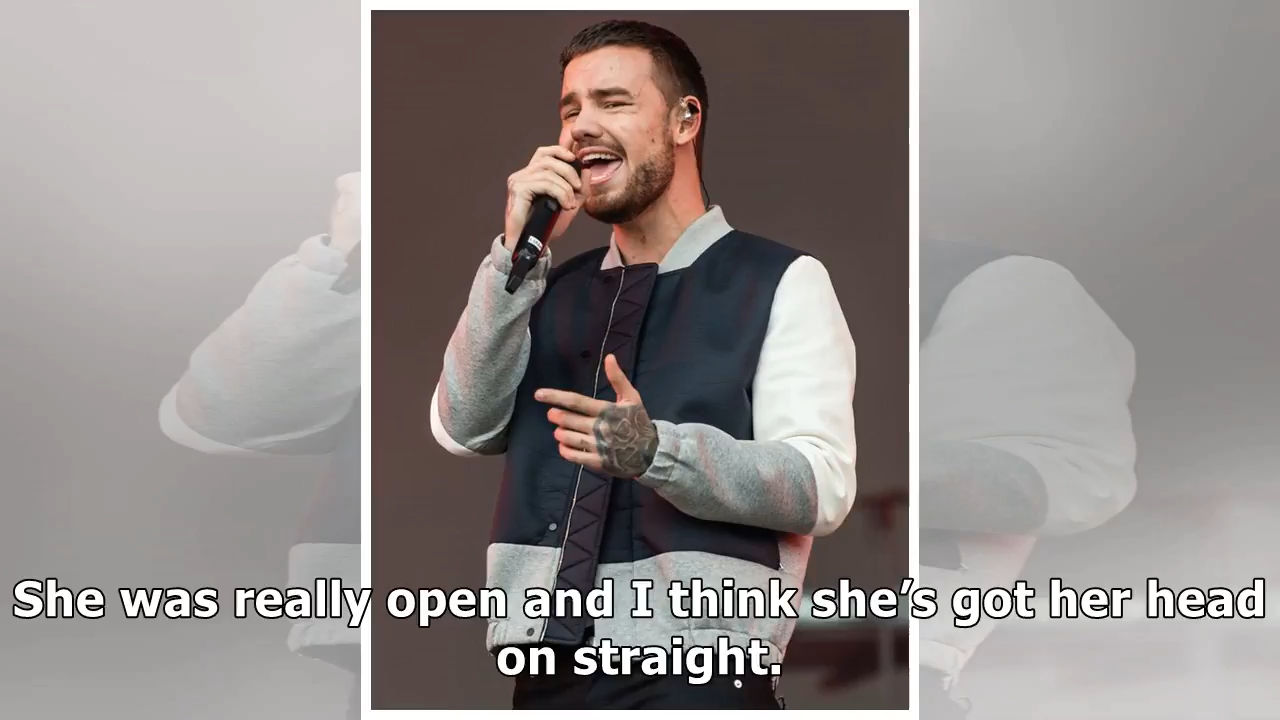 She was really open and I think she’s got her head
on straight.